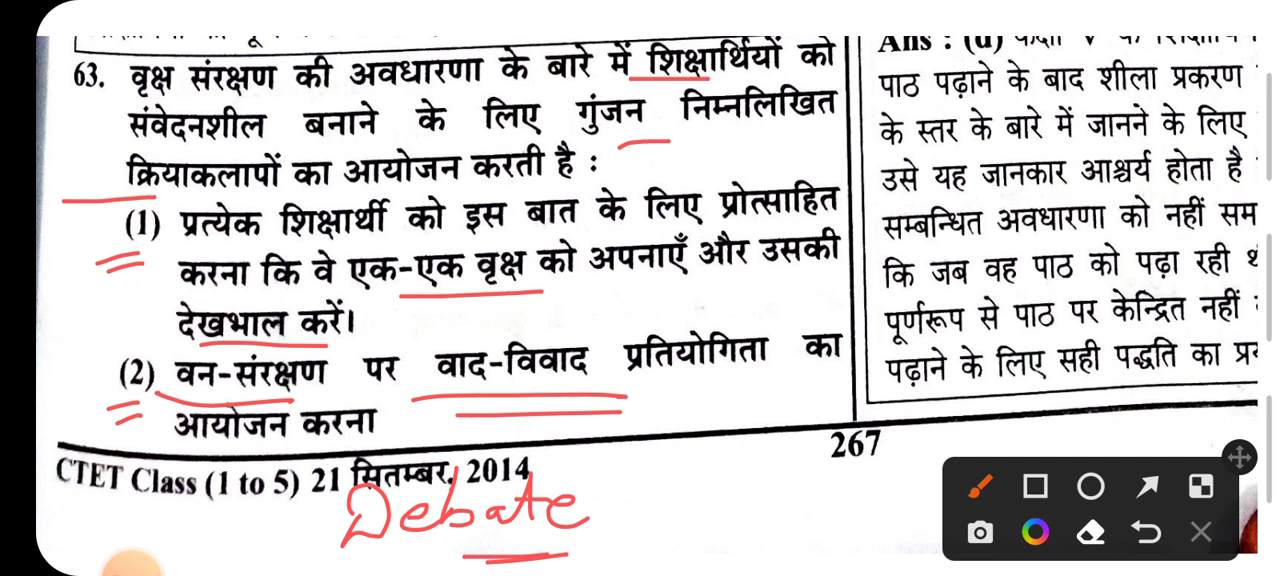 63. वृक्ष संरक्षण की अवधारणा के बारे में शिक्षार्थियों को
संवेदनशील बनाने के लिए गुंजन निम्नलिखित
क्रियाकलापों का आयोजन करती है :
(1) प्रत्येक शिक्षार्थी को इस बात के लिए प्रोत्साहित
करना कि वे एक-एक वृक्ष को अपनाएँ और उसकी
देखभाल करें।
(2) वन-संरक्षण पर वाद-विवाद प्रतियोगिता का
आयोजन करना
Ans : (d) कक्षा V
पाठ पढ़ाने के बाद शीला प्रकरण
के स्तर के बारे में जानने के लिए
उसे यह जानकार आश्चर्य होता है
सम्बन्धित अवधारणा को नहीं सम
कि जब वह पाठ को पढ़ा रही थ
पूर्णरूप से पाठ पर केन्द्रित नहीं
पढ़ाने के लिए सही पद्धति का प्र
267
CTET Class (1 to 5) 21 सितम्बर, 2014
Debate